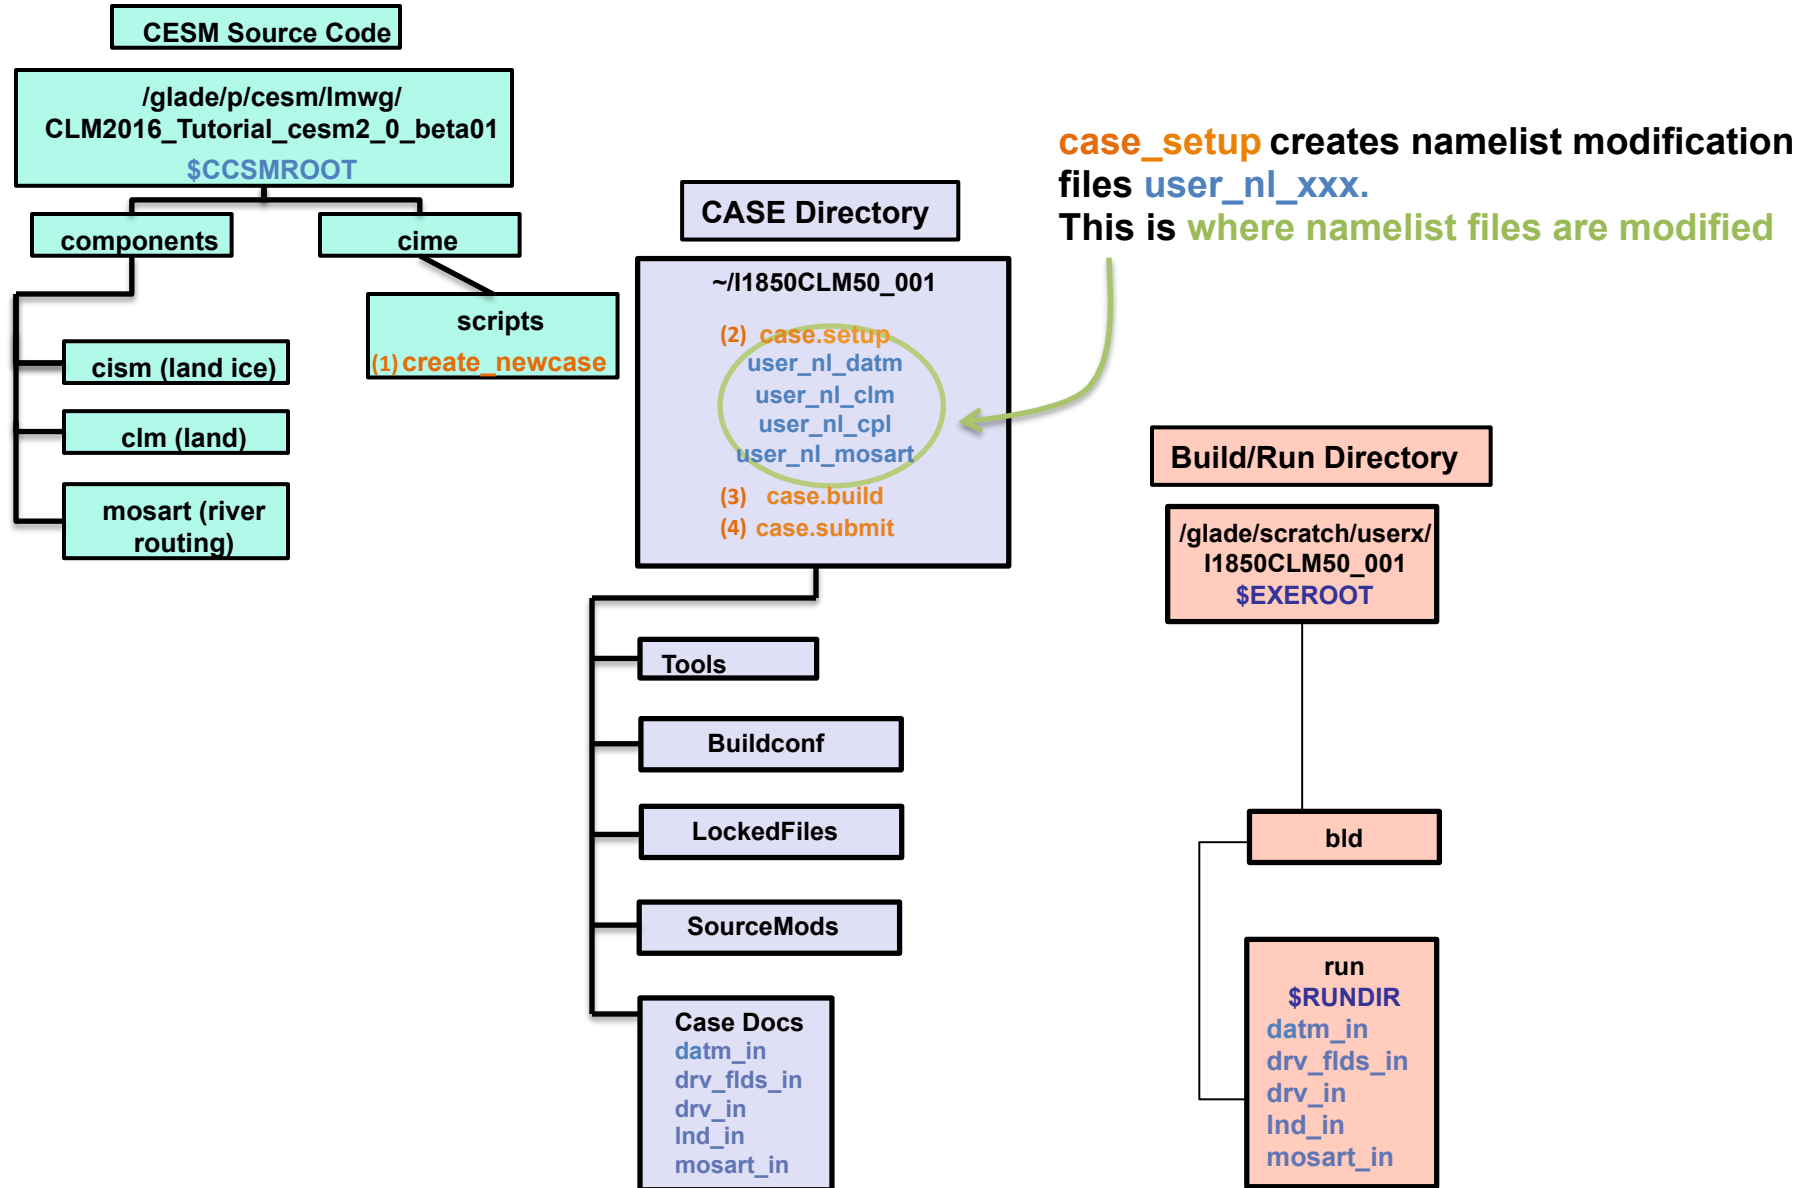 CESM Source Code
/glade/p/cesm/lmwg/
CLM2016_Tutorial_cesm2_0_beta01
$CCSMROOT
components
cime
scripts
(1) create_newcase
cism (land ice)
clm (land)
mosart (river
routing)
CASE Directory
~/I1850CLM50_001
(2) case.setup
user_nl_datm
user_nl_clm
user_nl_cpl
user_nl_mosart
(3) case.build
(4) case.submit
Tools
Buildconf
LockedFiles
SourceMods
Case Docs
datm_in
drv_flds_in
drv_in
lnd_in
mosart_in
case_setup creates namelist modification
files user_nl_xxx.
This is where namelist files are modified
Build/Run Directory
/glade/scratch/userx/
I1850CLM50_001
$EXEROOT
bld
run
$RUNDIR
datm_in
drv_flds_in
drv_in
lnd_in
mosart_in